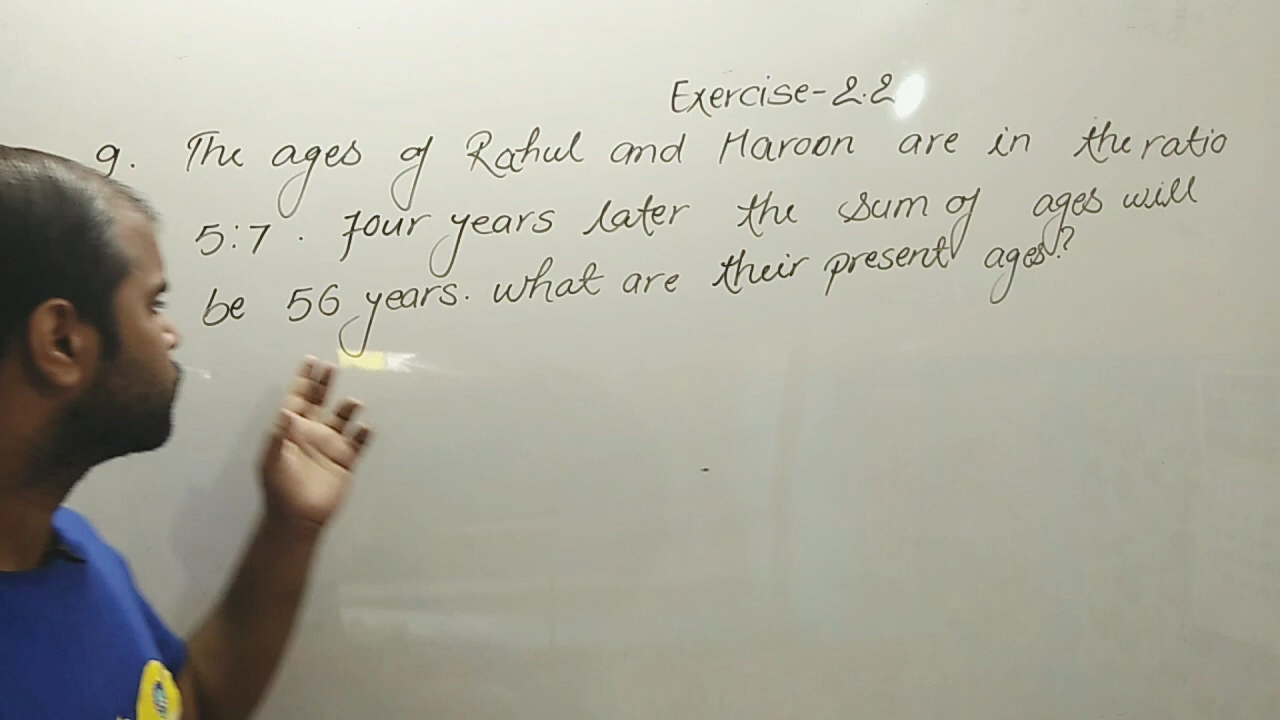 Exercise-2.2
9. The ages of Rahul and Haroon are in the ratio
5:7. four years later the sum of ages will
be 56 years. what are their present ages?